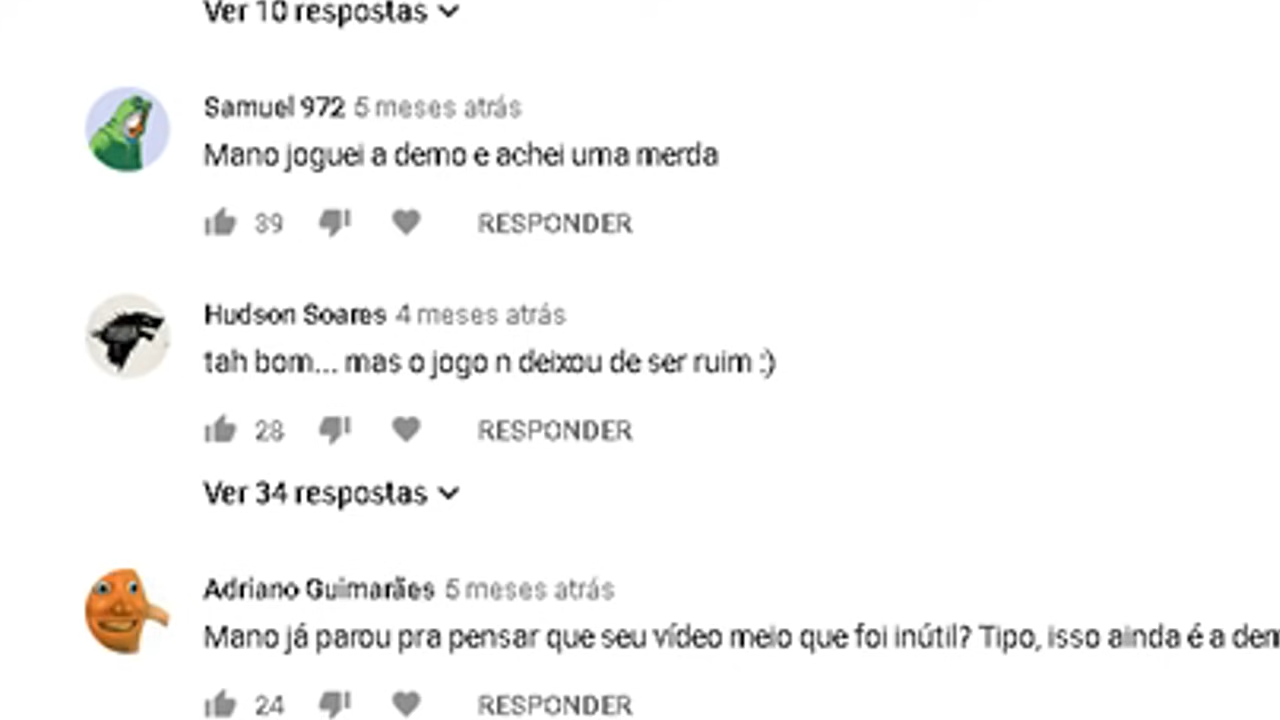 Ver 10 respostas
Samuel 972 5 meses atrás
Mano joguei a demo e achei uma merda
39 RESPONDER
Hudson Soares 4 meses atrás
tah bom... mas o jogo n deixou de ser ruim :)
28 RESPONDER
Ver 34 respostas
Adriano Guimarães 5 meses atrás
Mano já parou pra pensar que seu vídeo meio que foi inútil? Tipo, isso ainda é a
24 RESPONDER